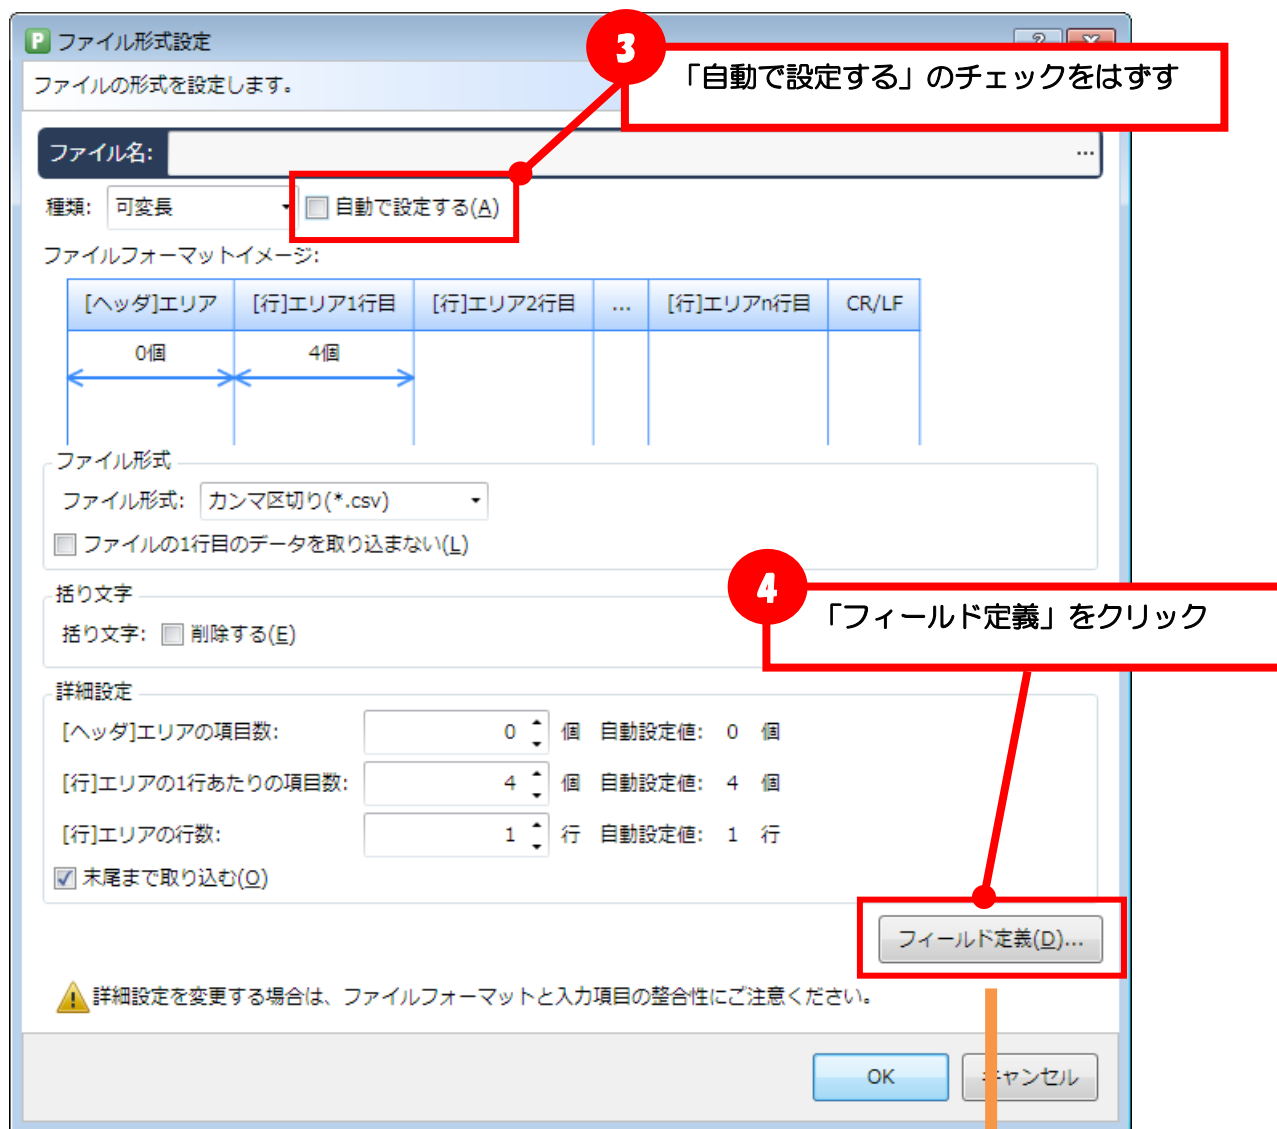 P ファイル形式設定
3
「自動で設定する」のチェックをはずす
ファイルの形式を設定します。
ファイル名: ...
種類: 可変長 自動で設定する(A)
ファイルフォーマットイメージ:
[ヘッダ]エリア [行]エリア1行目 [行]エリア2行目 ... [行]エリアn行目 CR/LF
0個 4個
ファイル形式
ファイル形式: カンマ区切り(*.csv)
ファイルの1行目のデータを取り込まない(L)
4
「フィールド定義」をクリック
括り文字
括り文字: 削除する(E)
詳細設定
[ヘッダ]エリアの項目数: 0 個 自動設定値: 0 個
[行]エリアの1行あたりの項目数: 4 個 自動設定値: 4 個
[行]エリアの行数: 1 行 自動設定値: 1 行
末尾まで取り込む(O)
フィールド定義(D)...
詳細設定を変更する場合は、ファイルフォーマットと入力項目の整合性にご注意ください。
OK キャンセル